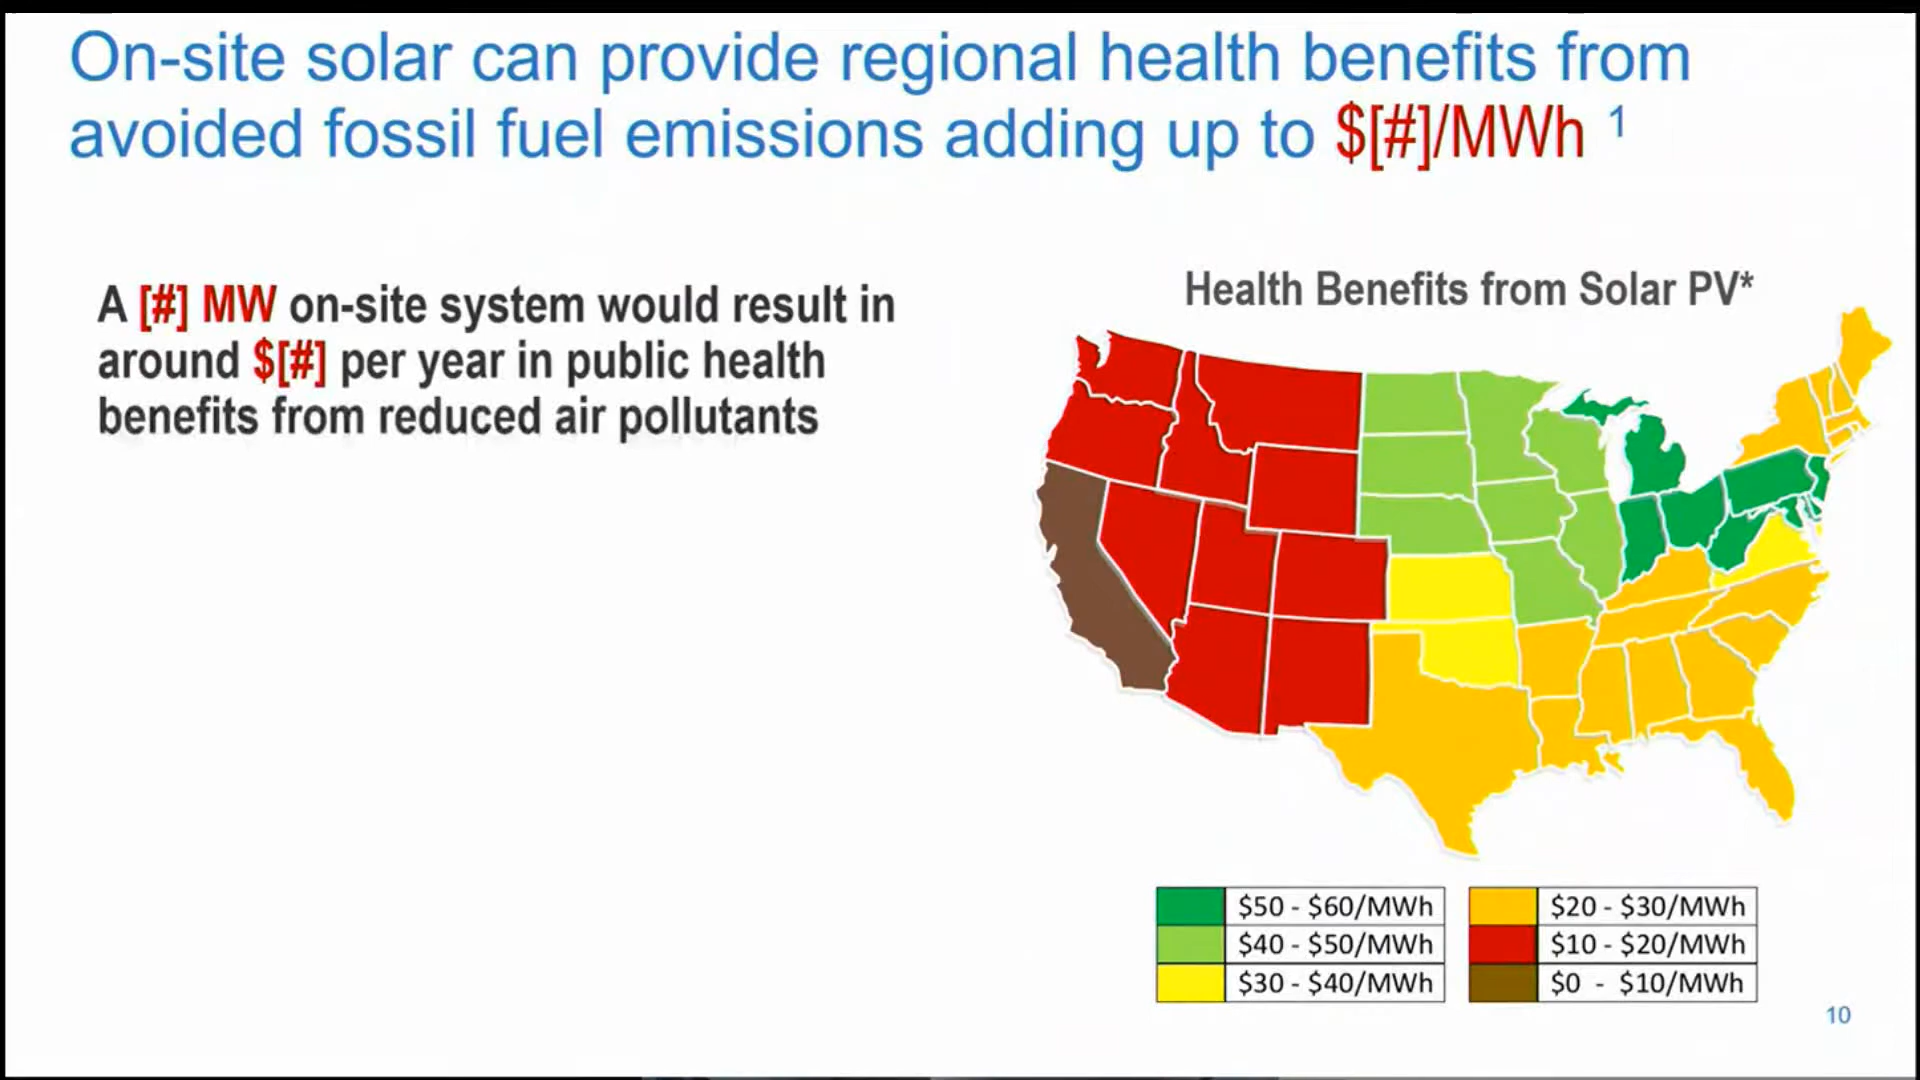 On-site solar can provide regional health benefits from
avoided fossil fuel emissions adding up to $[#]/MWh 1
A [#] MW on-site system would result in
around $[#] per year in public health
benefits from reduced air pollutants
Health Benefits from Solar PV*
$50 - $60/MWh
$40 - $50/MWh
$30 - $40/MWh
$20 - $30/MWh
$10 - $20/MWh
$0 - $10/MWh
10